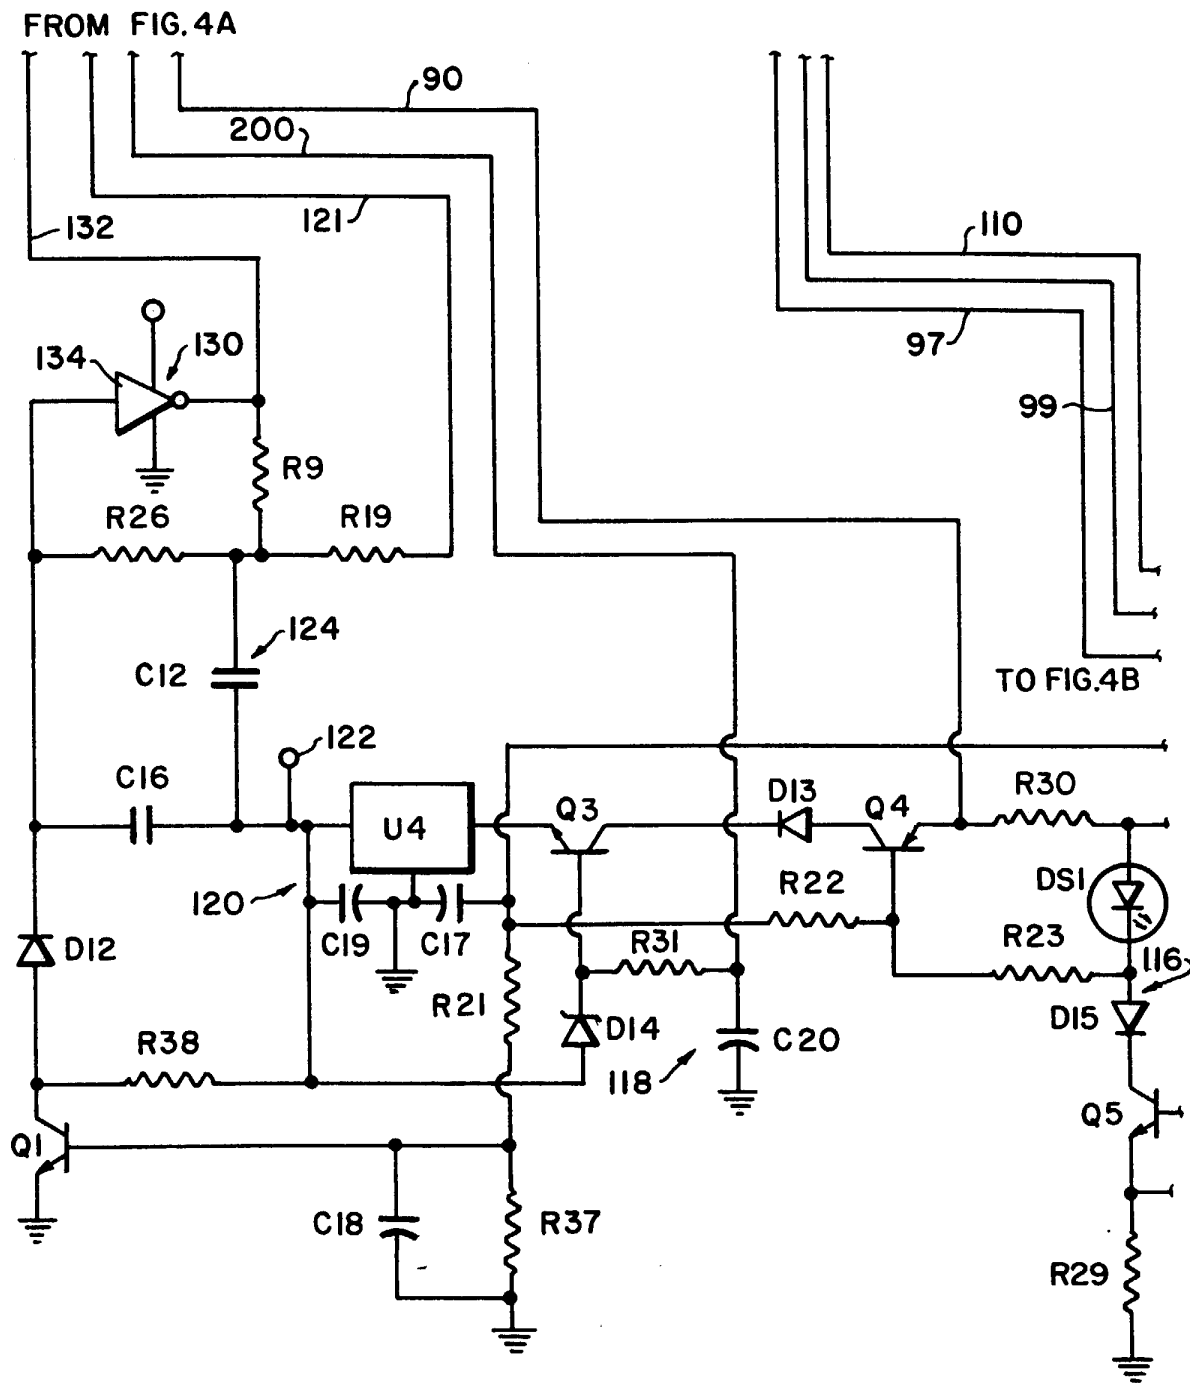 FROM FIG. 4A
90
200
121
132
110
97
99
134
130
R9
R26
R19
124
C12
TO FIG.4B
122
C16
U4
Q3
D13
Q4
R30
120
C19
C17
R22
DS1
D12
R31
R23
116
R21
D14
D15
R38
118
C20
Q1
Q5
C18
R37
R29